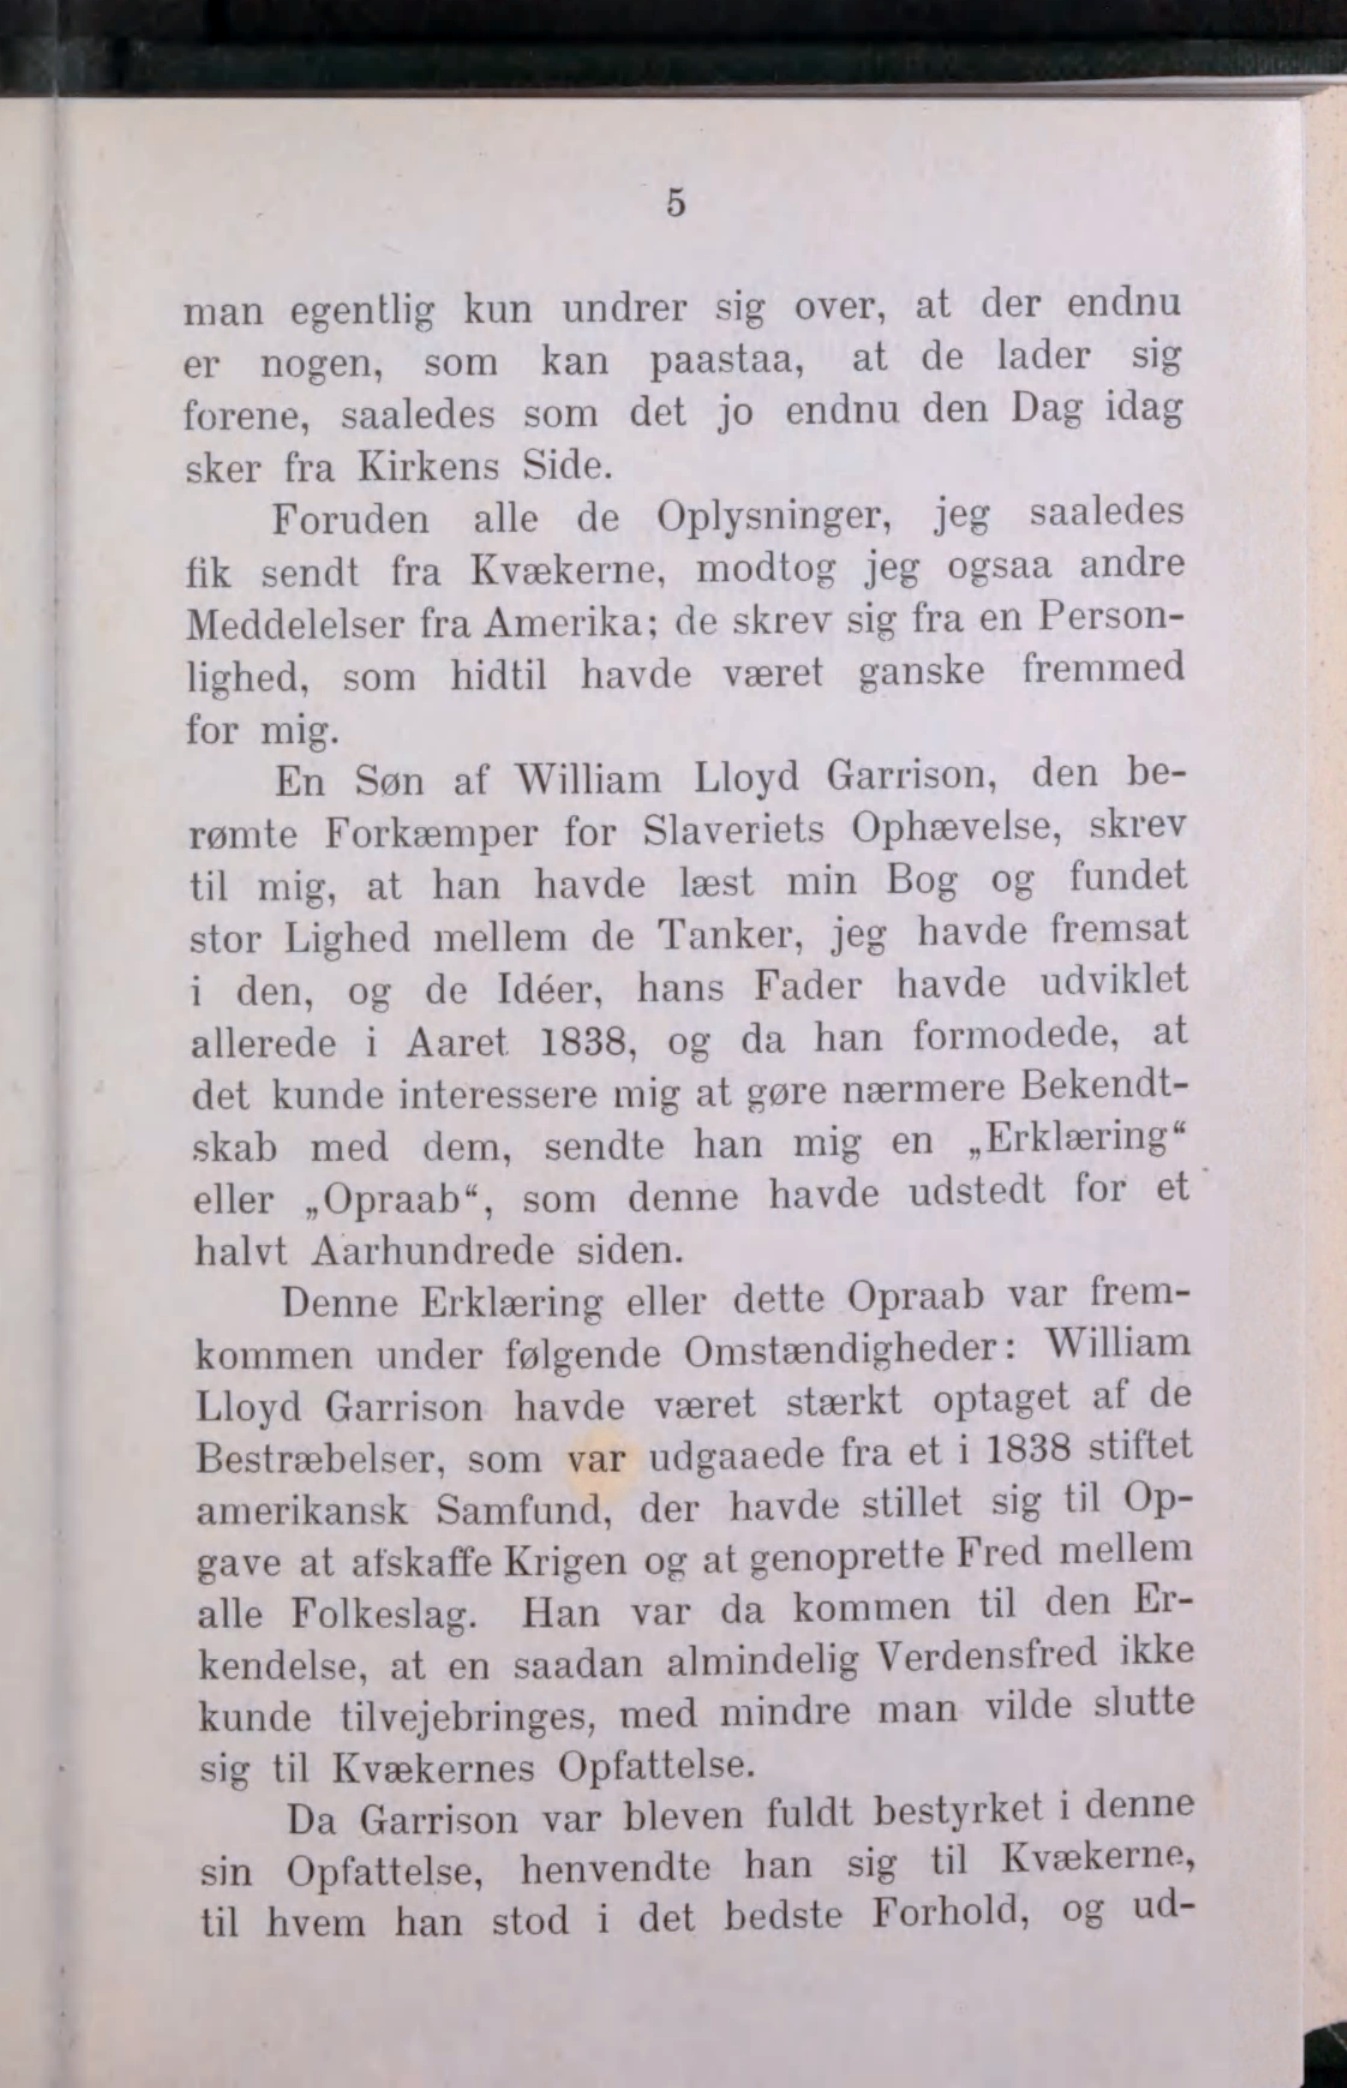 5
man egentlig kun undrer sig over, at der endnu
er nogen, som kan paastaa, at de lader sig
forene, saaledes som det jo endnu den Dag idag
sker fra Kirkens Side.
Foruden alle de Oplysninger, jeg saaledes
fik sendt fra Kvækerne, modtog jeg ogsaa andre
Meddelelser fra Amerika; de skrev sig fra en Person-
lighed, som hidtil havde været ganske fremmed
for mig.
En Søn af William Lloyd Garrison, den be-
rømte Forkæmper for Slaveriets Ophævelse, skrev
til mig, at han havde læst min Bog og fundet
stor Lighed mellem de Tanker, jeg havde fremsat
i den, og de Idéer, hans Fader havde udviklet
allerede i Aaret 1838, og da han formodede, at
det kunde interessere mig at gøre nærmere Bekendt-
skab med dem, sendte han mig en „Erklæring“
eller „Opraab“, som denne havde udstedt for et
halvt Aarhundrede siden.
Denne Erklæring eller dette Opraab var frem-
kommen under følgende Omstændigheder: William
Lloyd Garrison havde været stærkt optaget af de
Bestræbelser, som var udgaaede fra et i 1838 stiftet
amerikansk Samfund, der havde stillet sig til Op-
gave at afskaffe Krigen og at genoprette Fred mellem
alle Folkeslag. Han var da kommen til den Er-
kendelse, at en saadan almindelig Verdensfred ikke
kunde tilvejebringes, med mindre man vilde slutte
sig til Kvækernes Opfattelse.
Da Garrison var bleven fuldt bestyrket i denne
sin Opfattelse, henvendte han sig til Kvækerne,
til hvem han stod i det bedste Forhold, og ud-